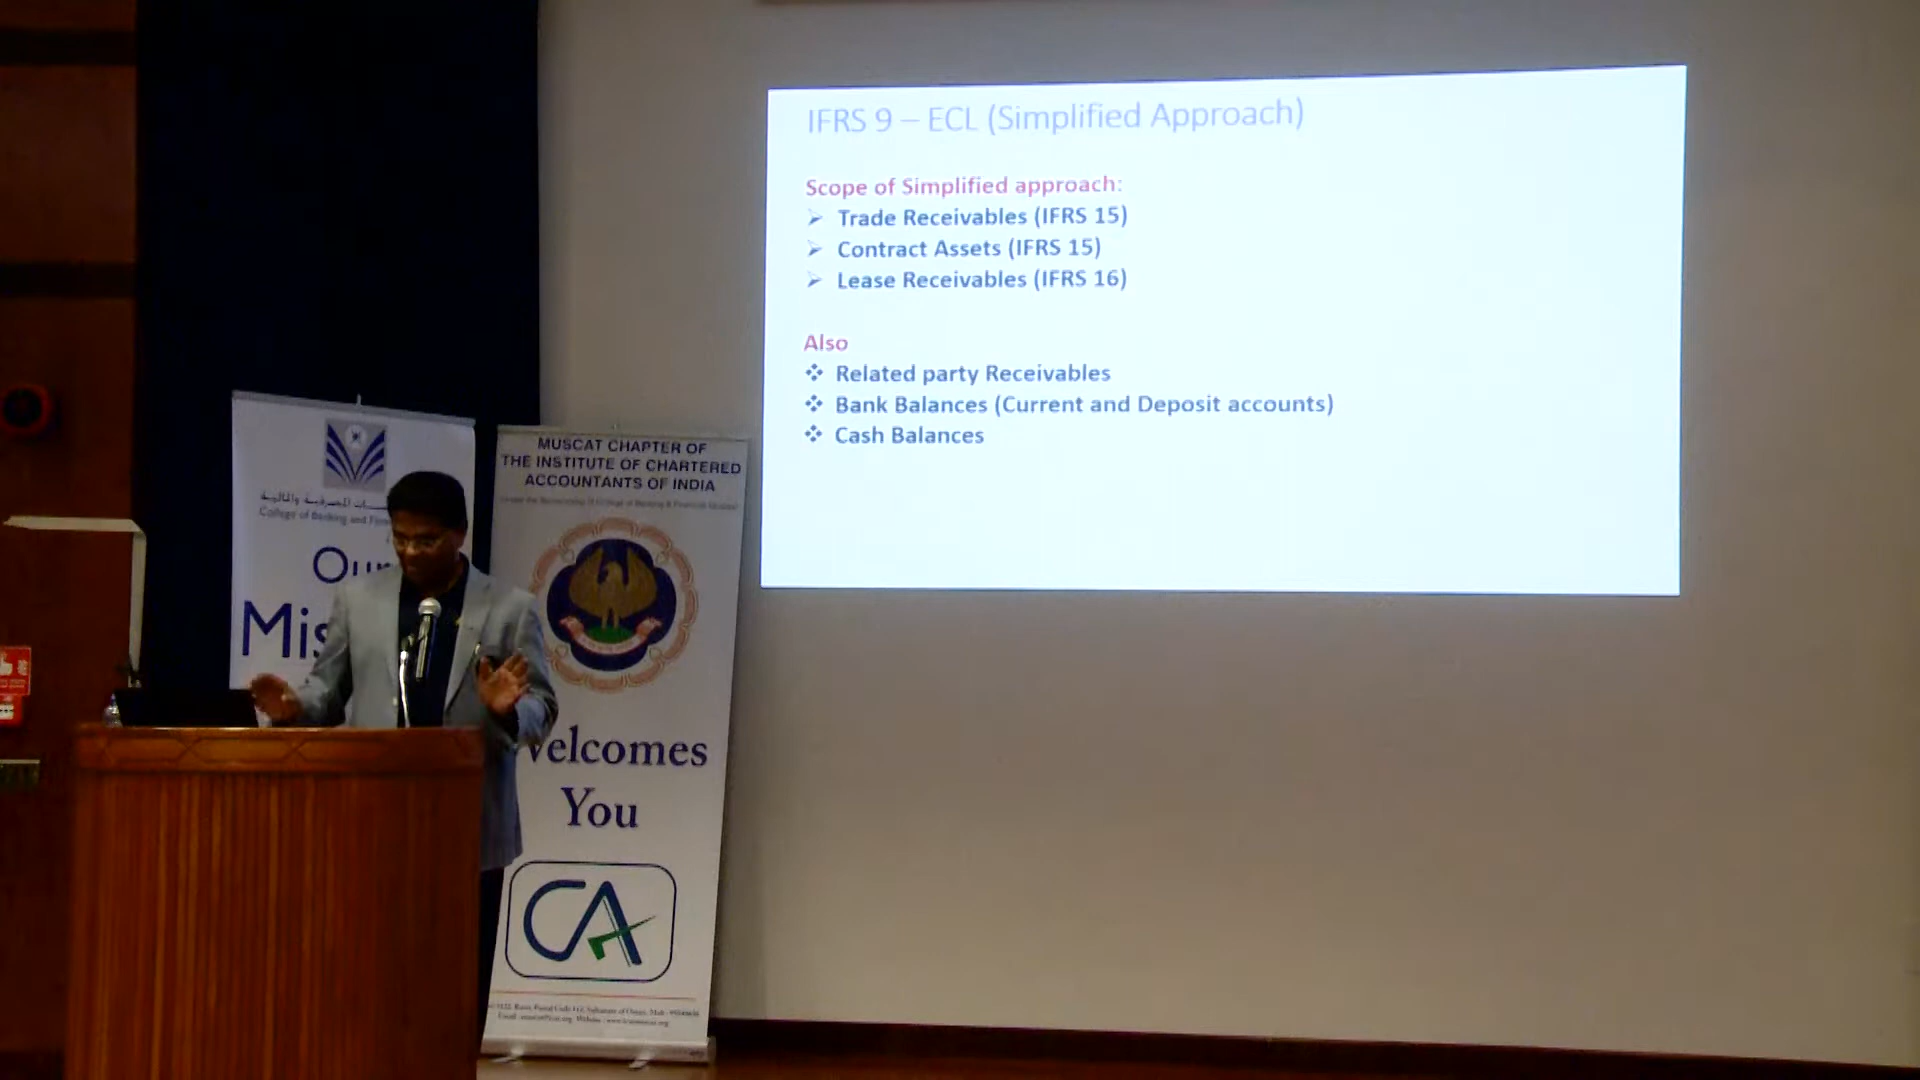 IFRS 9 – ECL (Simplified Approach)
Scope of Simplified approach:
➢ Trade Receivables (IFRS 15)
➢ Contract Assets (IFRS 15)
➢ Lease Receivables (IFRS 16)
Also
❖ Related party Receivables
❖ Bank Balances (Current and Deposit accounts)
❖ Cash Balances
College of Banking and
Our
Mis
MUSCAT CHAPTER OF
THE INSTITUTE OF CHARTERED
ACCOUNTANTS OF INDIA
Welcomes
You
CA